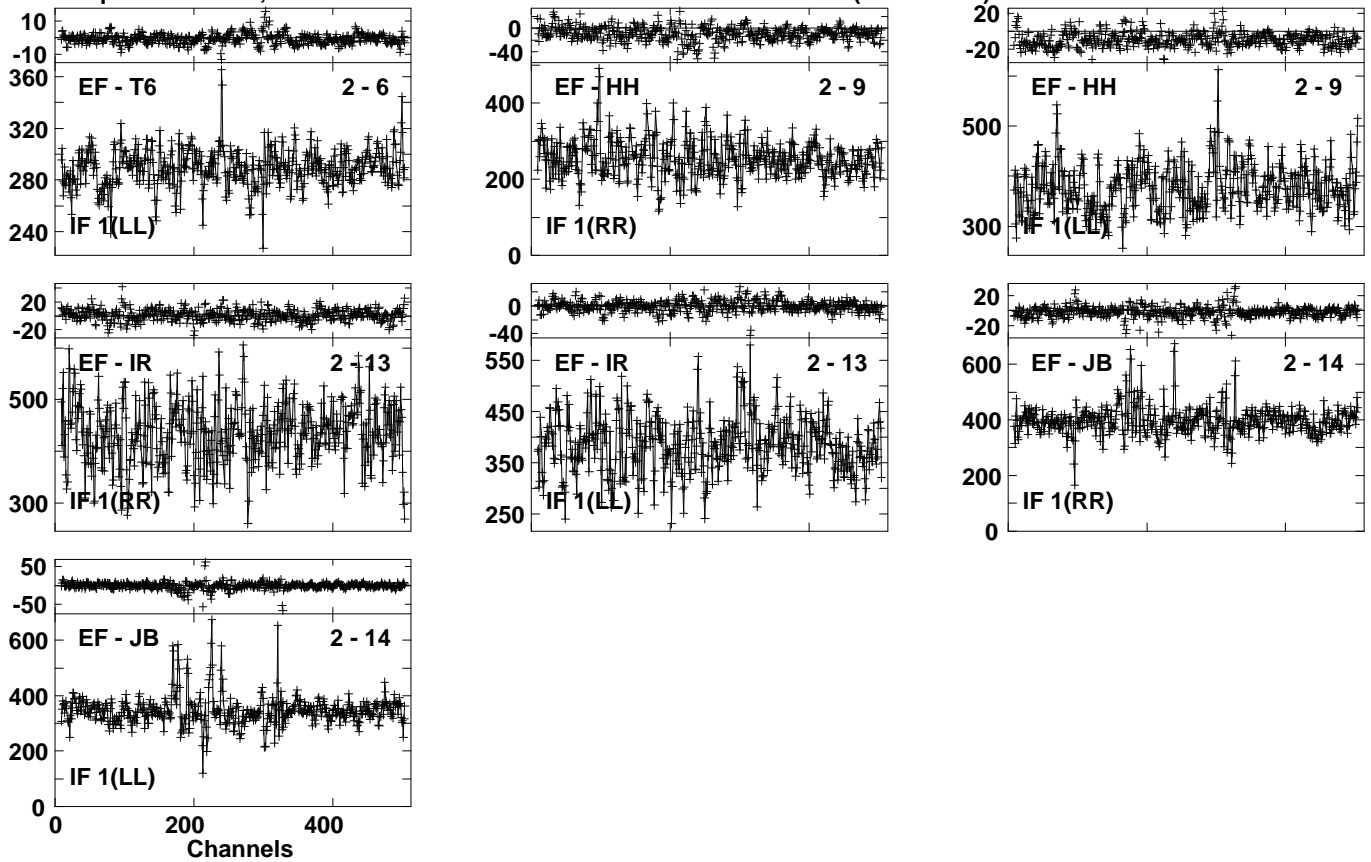 10
-10
360
320
280
240
EF - T6 2 - 6
IF 1(LL)
0
-40
400
200
0
EF - HH 2 - 9
IF 1(RR)
20
-20
500
300
EF - HH 2 - 9
IF 1(LL)
20
-20
500
300
EF - IR 2 - 13
IF 1(RR)
0
-40
550
450
350
250
EF - IR 2 - 13
IF 1(LL)
20
-20
600
400
200
0
EF - JB 2 - 14
IF 1(RR)
50
-50
600
400
200
0
EF - JB 2 - 14
IF 1(LL)
0 200 400
Channels